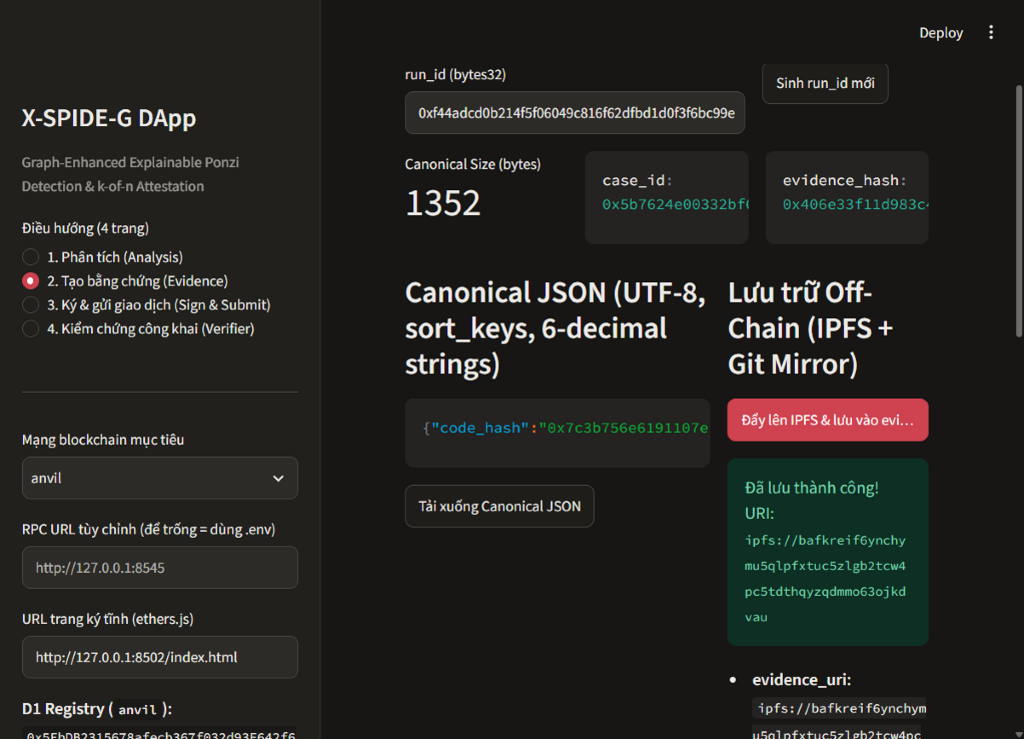 Deploy
X-SPIDE-G DApp
Graph-Enhanced Explainable Ponzi
Detection & k-of-n Attestation
Điều hướng (4 trang)
1. Phân tích (Analysis)
2. Tạo bằng chứng (Evidence)
3. Ký & gửi giao dịch (Sign & Submit)
4. Kiểm chứng công khai (Verifier)
Mạng blockchain mục tiêu
anvil
RPC URL tùy chỉnh (để trống = dùng .env)
http://127.0.0.1:8545
URL trang ký tĩnh (ethers.js)
http://127.0.0.1:8502/index.html
D1 Registry ( anvil ):
run_id (bytes32)
0xf44adcd0b214f5f06049c816f62dfbd1d0f3f6bc99e
Sinh run_id mới
Canonical Size (bytes)
1352
case_id:
0x5b7624e00332bf
evidence_hash:
0x406e33f11d983c
Canonical JSON (UTF-8,
sort_keys, 6-decimal
strings)
{"code_hash":"0x7c3b756e6191107e
Tải xuống Canonical JSON
Lưu trữ Off-
Chain (IPFS +
Git Mirror)
Đẩy lên IPFS & lưu vào evi…
Đã lưu thành công!
URI:
ipfs://bafkreif6ynchy
mu5qlpfxtuc5zlgb2tcw4
pc5tdthqyzqdmmo63ojkd
vau
evidence_uri:
ipfs://bafkreif6ynchym
u5qlpfxtuc5zlgb2tcw4pc